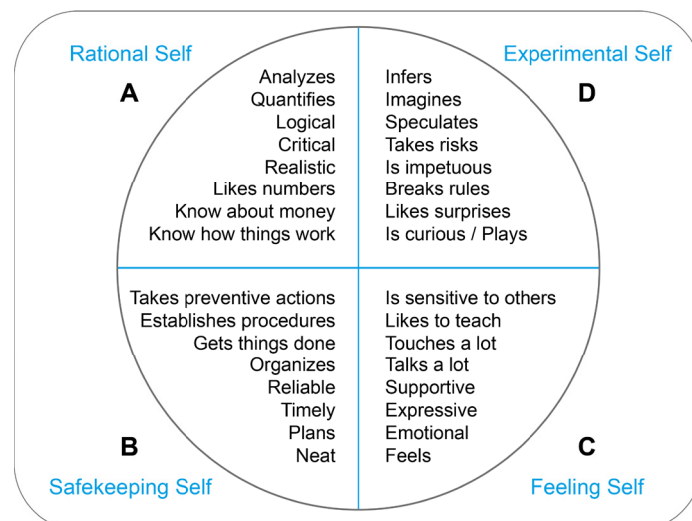 Rational Self
A
Analyzes
Quantifies
Logical
Critical
Realistic
Likes numbers
Know about money
Know how things work
Experimental Self
D
Infers
Imagines
Speculates
Takes risks
Is impetuous
Breaks rules
Likes surprises
Is curious / Plays
Takes preventive actions
Establishes procedures
Gets things done
Organizes
Reliable
Timely
Plans
Neat
B
Safekeeping Self
Is sensitive to others
Likes to teach
Touches a lot
Talks a lot
Supportive
Expressive
Emotional
Feels
C
Feeling Self